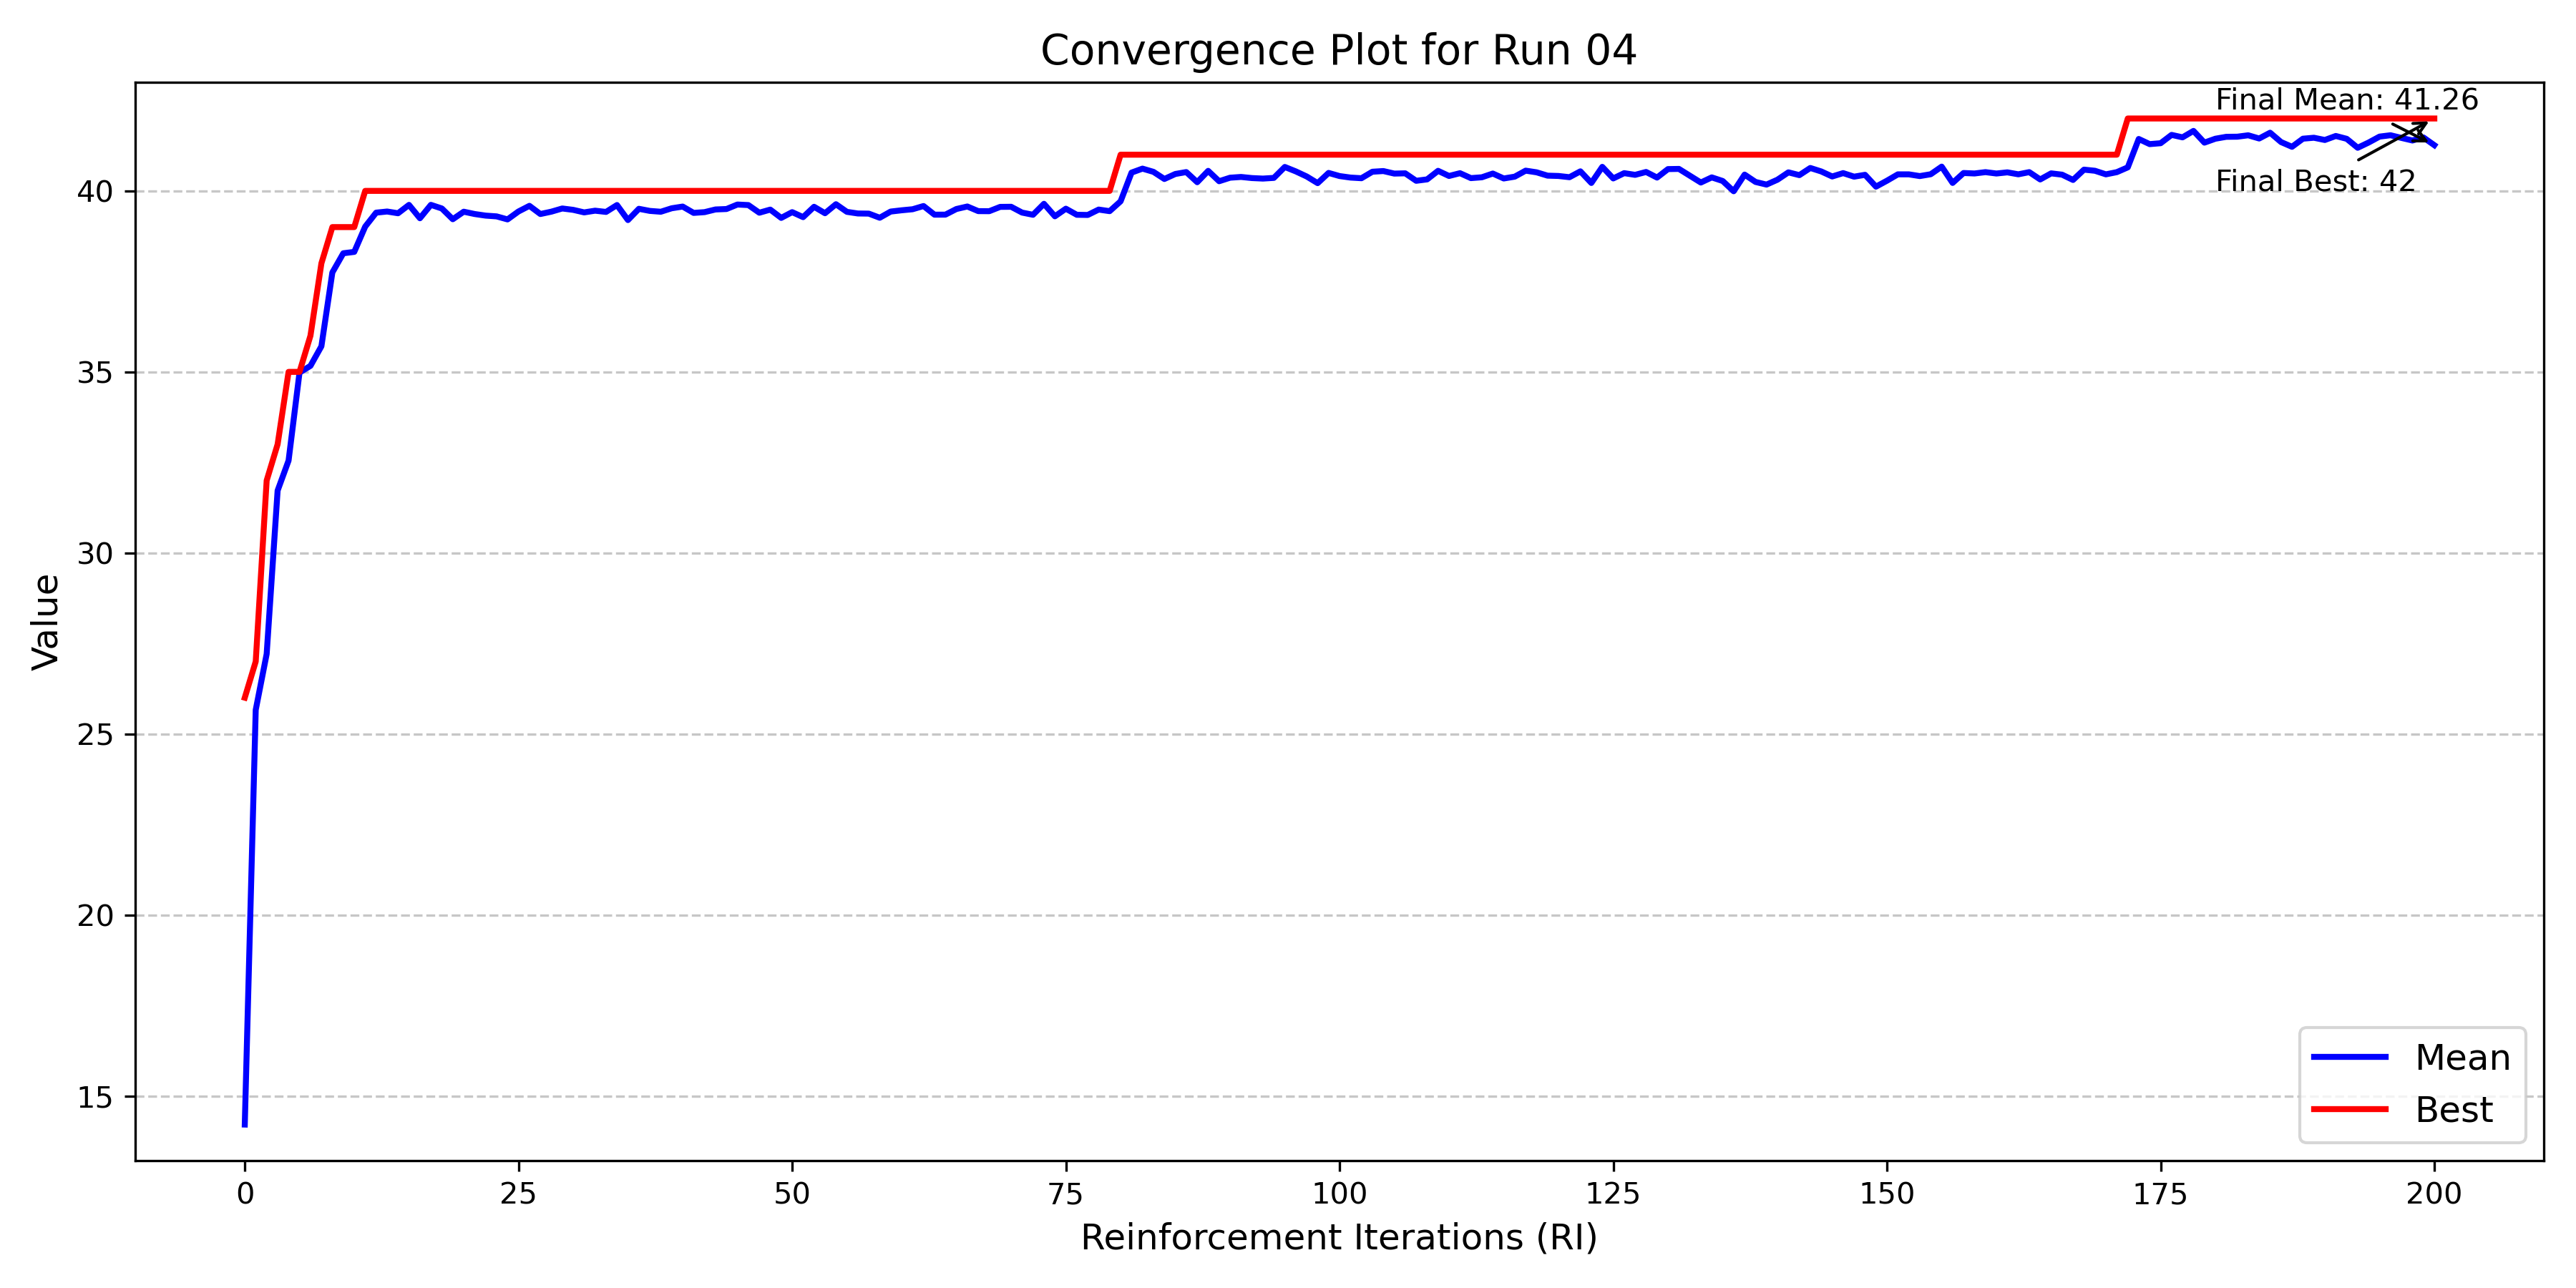 Convergence Plot for Run 04
Final Mean: 41.26
Final Best: 42
40
35
30
25
20
15
Value
0
25
50
75
100
125
150
175
200
Reinforcement Iterations (RI)
Mean
Best